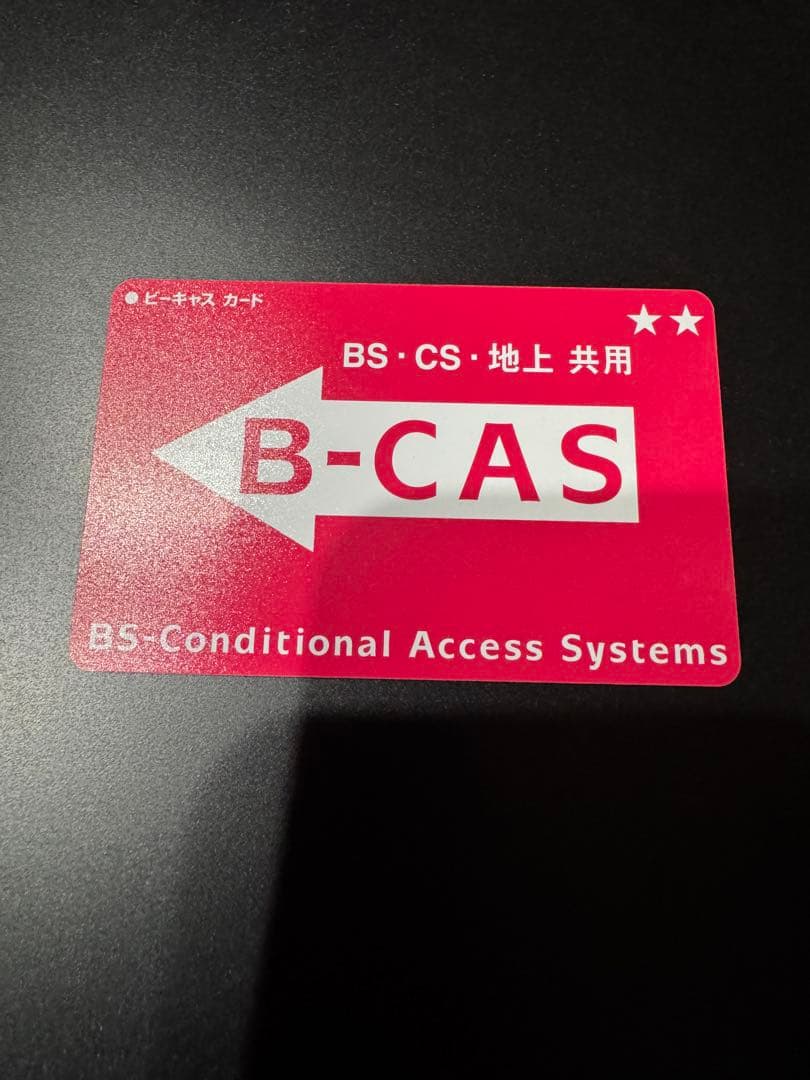 ● ビーキャス カード
★★
BS・CS・地上 共用
B-CAS
BS-Conditional Access Systems